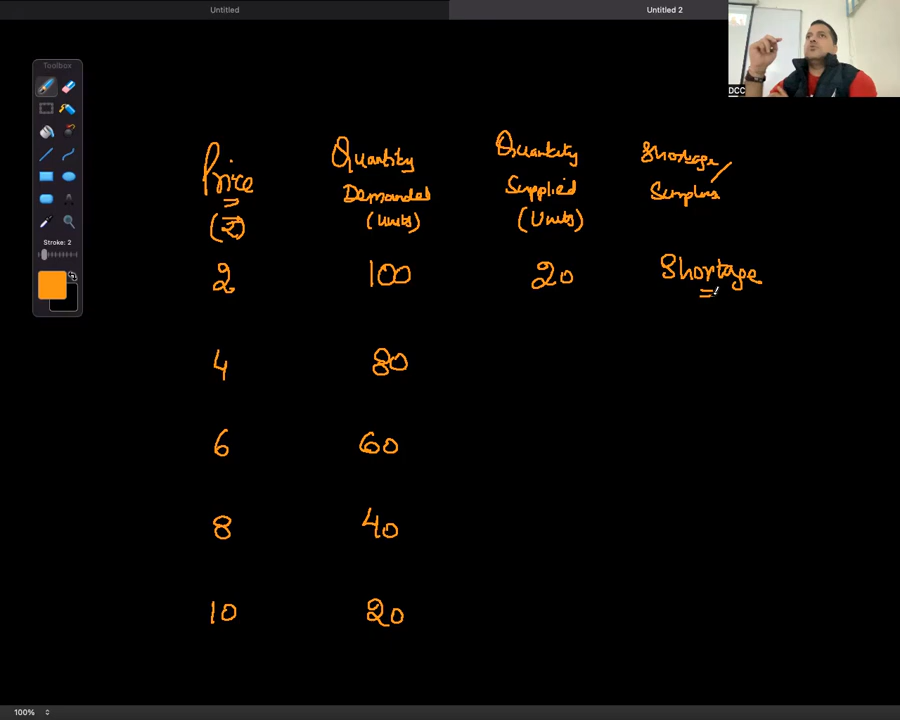 Untitled
Untitled 2
Toolbox
DCC
Stroke: 2
Price
(₹)
Quantity
Demanded
(Units)
Quantity
Supplied
(Units)
Shortage/
Surplus
2 100 20 Shortage
4 80
6 60
8 40
10 20
100%